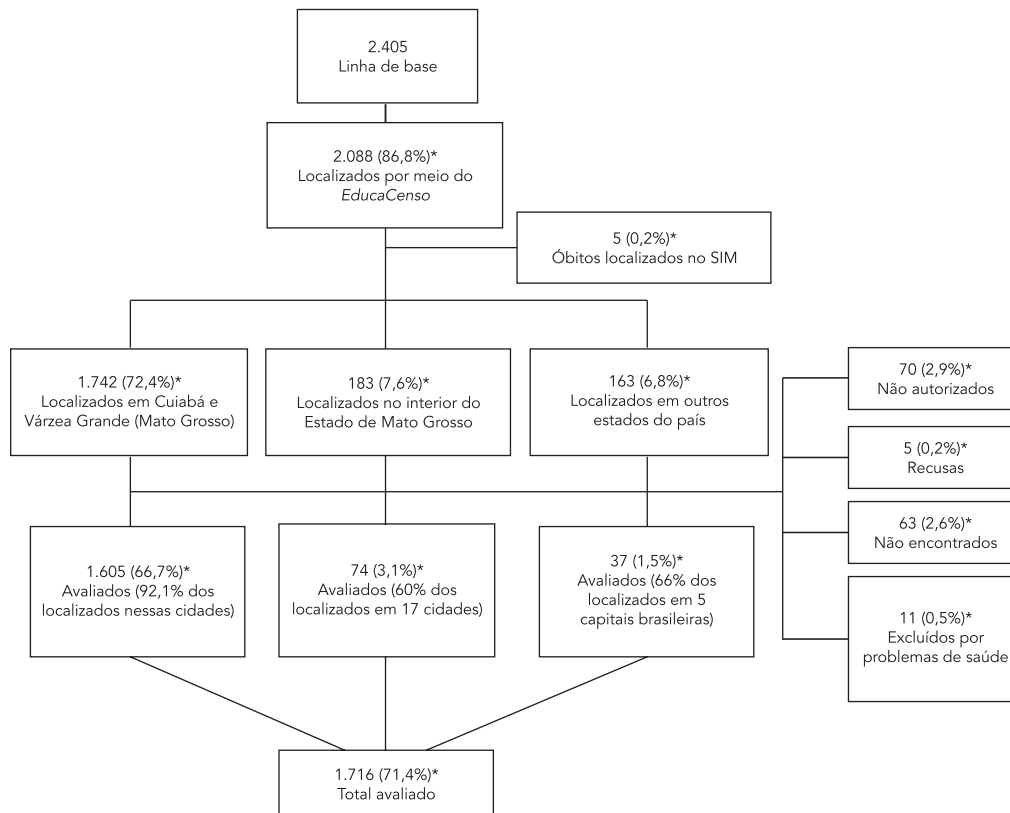 2.405
Linha de base
2.088 (86,8%)*
Localizados por meio do
EducaCenso
5 (0,2%)*
Óbitos localizados no SIM
1.742 (72,4%)*
Localizados em Cuiabá e
Várzea Grande (Mato Grosso)
183 (7,6%)*
Localizados no interior do
Estado de Mato Grosso
163 (6,8%)*
Localizados em outros
estados do país
70 (2,9%)*
Não autorizados
5 (0,2%)*
Recusas
63 (2,6%)*
Não encontrados
11 (0,5%)*
Excluídos por
problemas de saúde
1.605 (66,7%)*
Avaliados (92,1% dos
localizados nessas cidades)
74 (3,1%)*
Avaliados (60% dos
localizados em 17 cidades)
37 (1,5%)*
Avaliados (66% dos
localizados em 5
capitais brasileiras)
1.716 (71,4%)*
Total avaliado